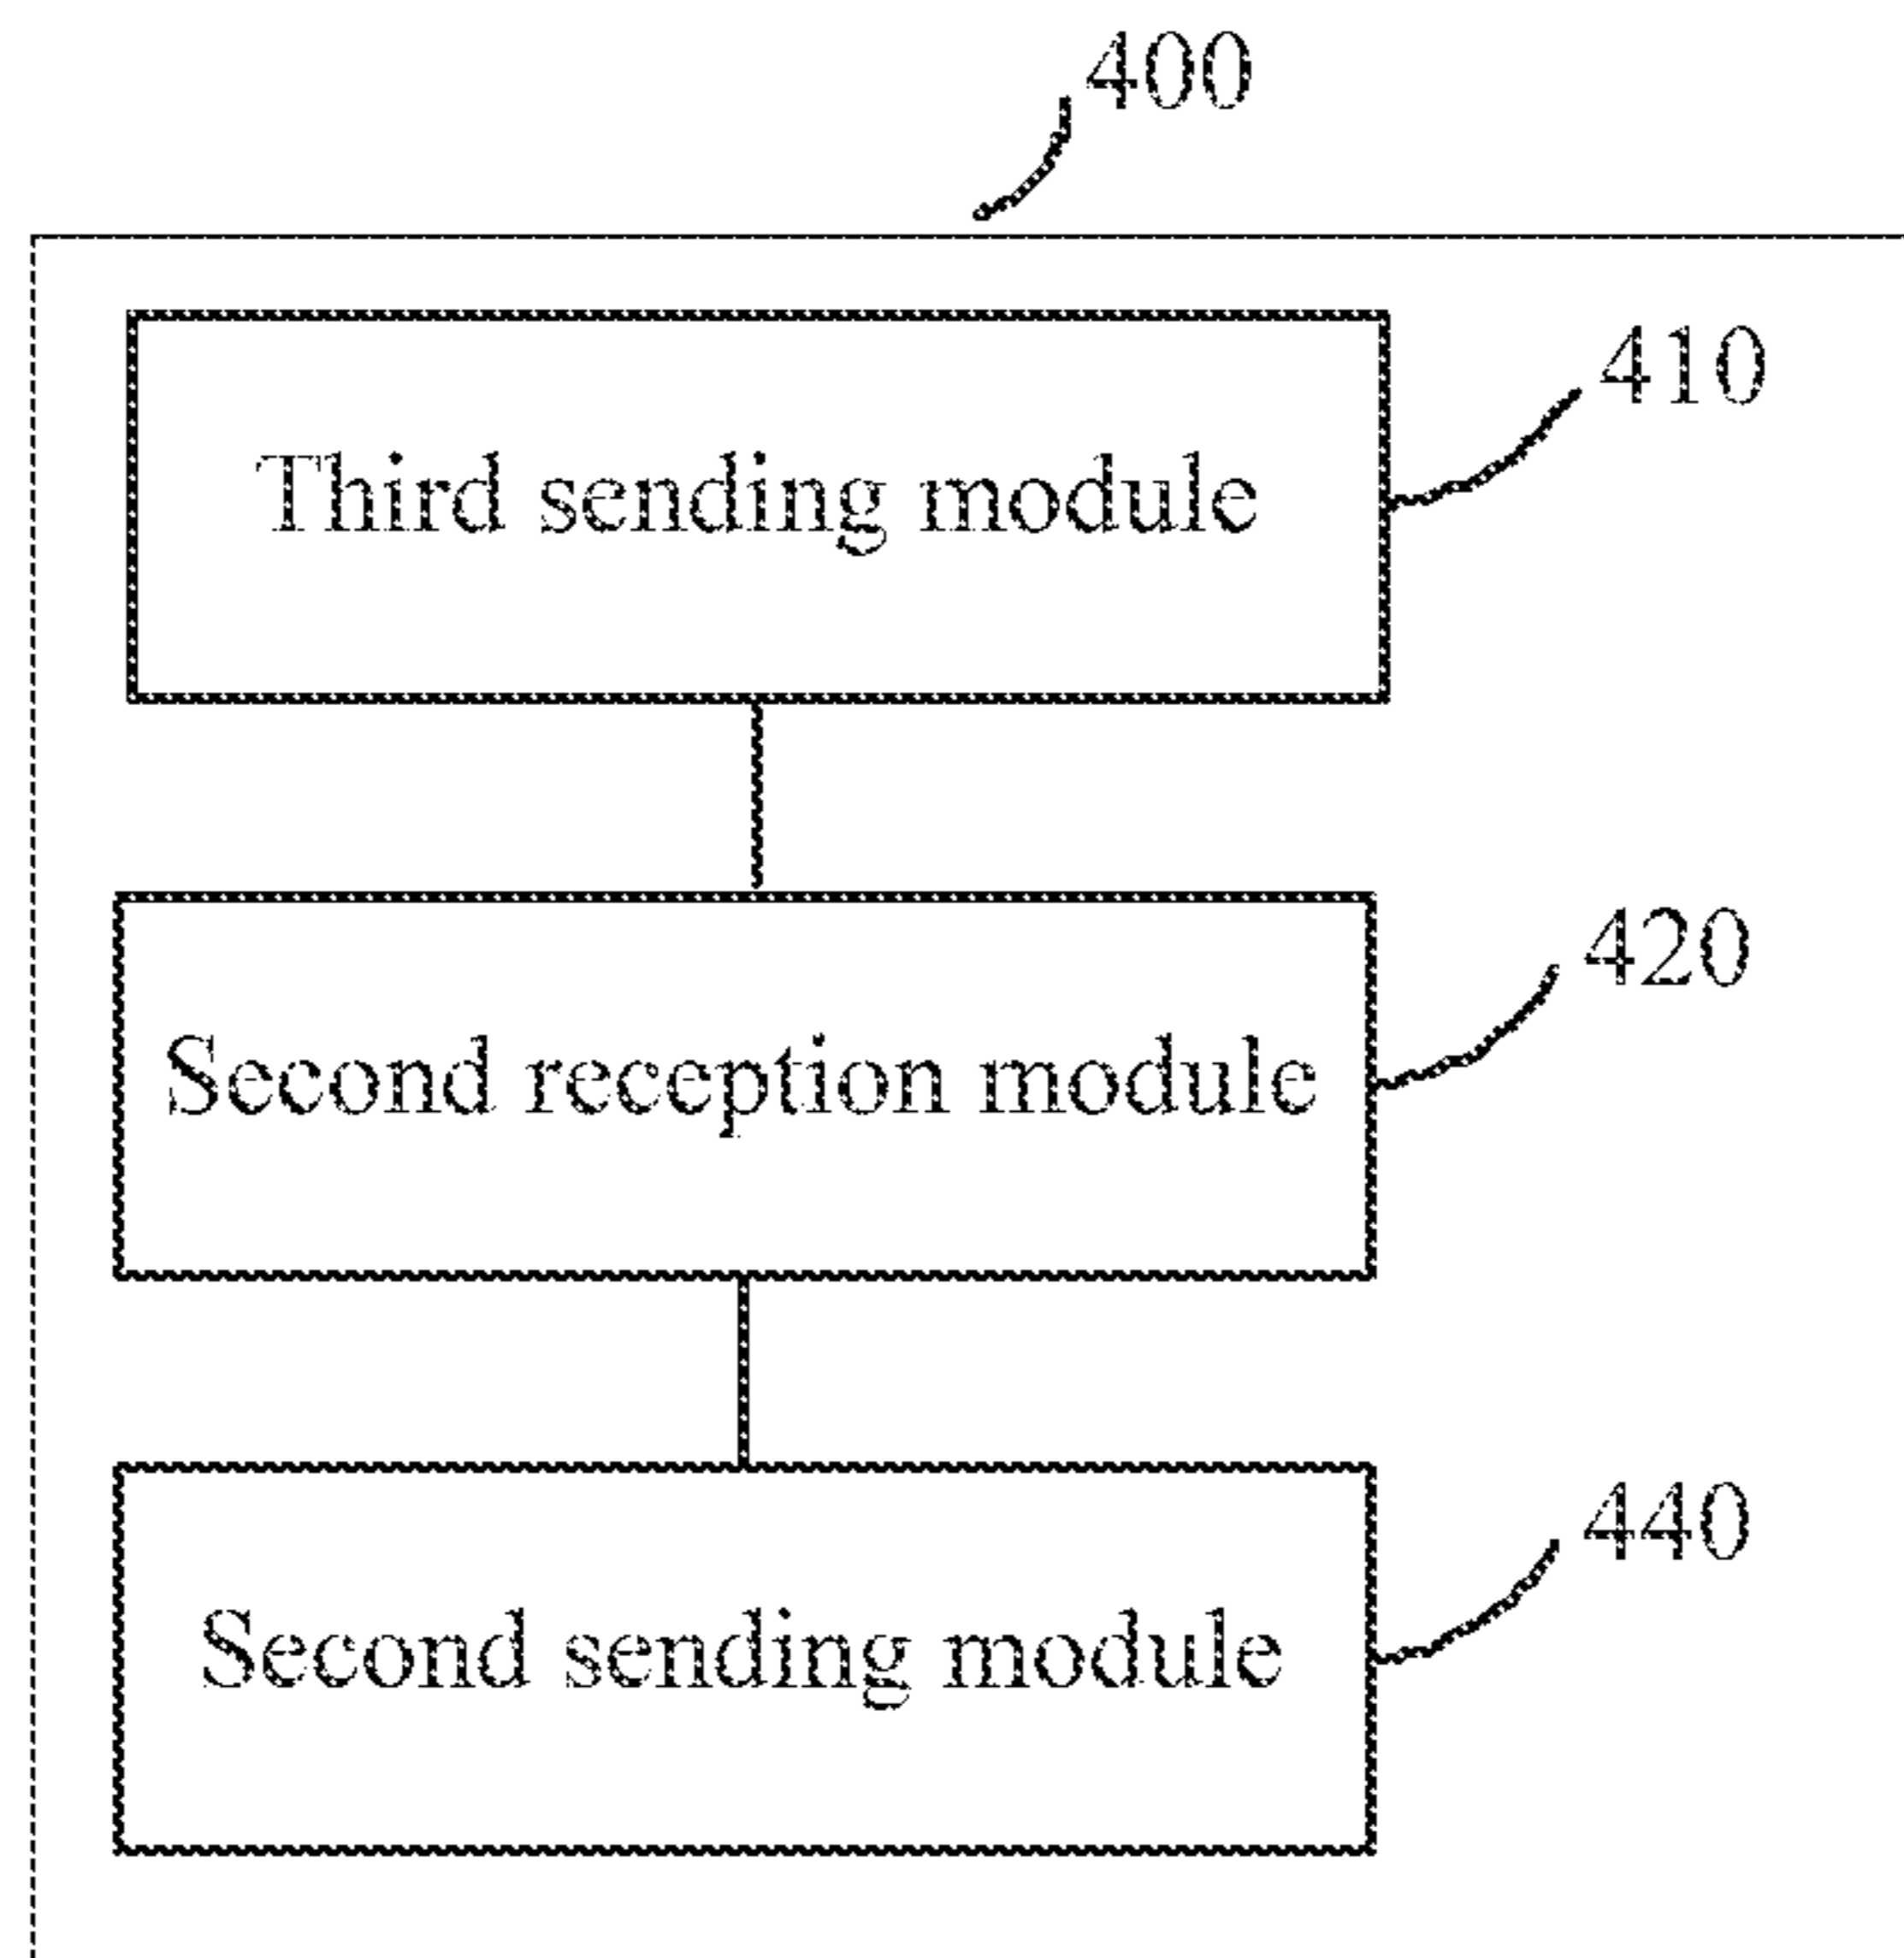 400
410
Third sending module
420
Second reception module
440
Second sending module